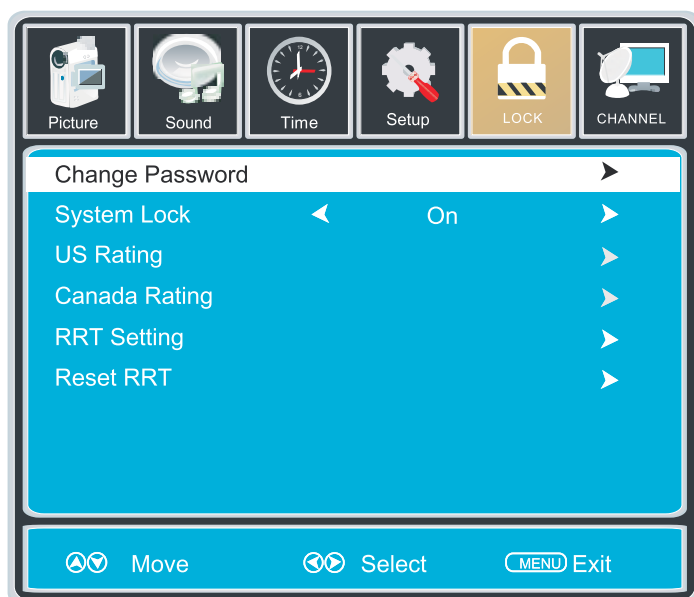 Picture
Sound
Time
Setup
LOCK
CHANNEL
Change Password
System Lock On
US Rating
Canada Rating
RRT Setting
Reset RRT
Move Select MENU Exit